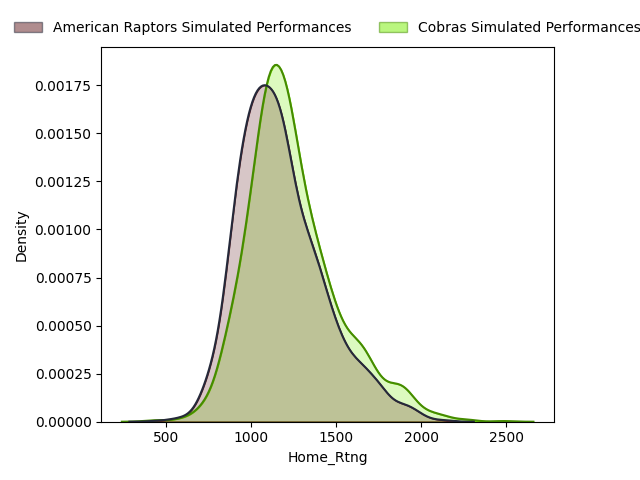 American Raptors Simulated Performances
Cobras Simulated Performances
0.00175
0.00150
0.00125
0.00100
0.00075
0.00050
0.00025
0.00000
Density
500 1000 1500 2000 2500
Home_Rtng